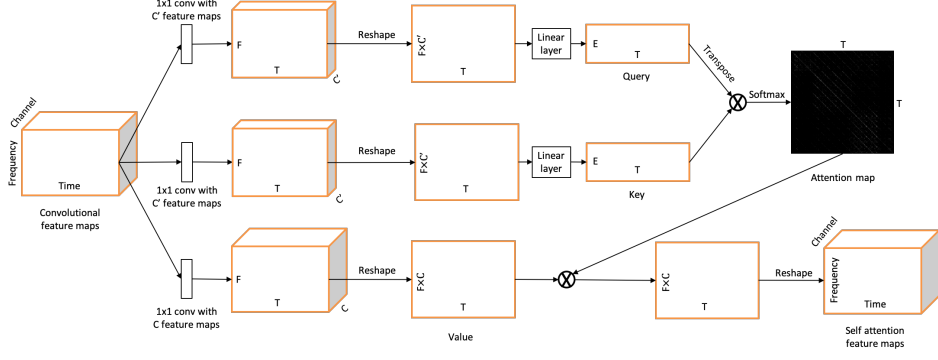 1x1 conv with
C' feature maps
F
T
C'
Reshape
F×C'
T
Linear
layer
E
T
Query
Transpose
Softmax
T
T
Attention map
Channel
Frequency
Time
Convolutional
feature maps
1x1 conv with
C' feature maps
F
T
C'
Reshape
F×C'
T
Linear
layer
E
T
Key
1x1 conv with
C feature maps
F
T
C
Reshape
F×C
T
Value
F×C
T
Reshape
Channel
Frequency
Time
Self attention
feature maps